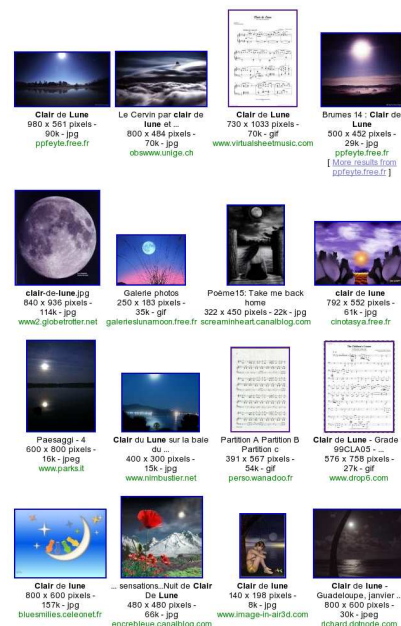 Clair de Lune
980 x 561 pixels -
90k - jpg
ppfeyte.free.fr
Le Cervin par clair de
lune et ...
800 x 484 pixels -
70k - jpg
obswww.unige.ch
Clair de Lune
730 x 1033 pixels -
70k - gif
www.virtualsheetmusic.com
Brumes 14 : Clair de
Lune
500 x 452 pixels -
29k - jpg
ppfeyte.free.fr
[ More results from
ppfeyte.free.fr ]
clair-de-lune.jpg
840 x 936 pixels -
114k - jpg
www2.globetrotter.net
Galerie photos
250 x 183 pixels -
35k - gif
galerieslunamoon.free.fr
Poème15: Take me back
home
322 x 450 pixels - 22k - jpg
screaminheart.canalblog.com
clair de lune
792 x 552 pixels -
61k - jpg
cinotasya.free.fr
Paesaggi - 4
600 x 800 pixels -
16k - jpeg
www.parks.it
Clair du Lune sur la baie
du ...
400 x 300 pixels -
15k - jpg
www.nimbustier.net
Partition A Partition B
Partition c
391 x 567 pixels -
54k - gif
perso.wanadoo.fr
Clair de Lune - Grade
99CLA05 - ...
576 x 758 pixels -
27k - gif
www.drop6.com
Clair de lune
800 x 600 pixels -
157k - jpg
bluesmilies.celeonet.fr
... sensations..Nuit de Clair
De Lune
480 x 480 pixels -
66k - jpg
encrebleue.canalblog.com
Clair de lune
140 x 198 pixels -
8k - jpg
www.image-in-air3d.com
Clair de lune -
Guadeloupe, janvier ...
800 x 600 pixels -
30k - jpeg
richard.dotnode.com